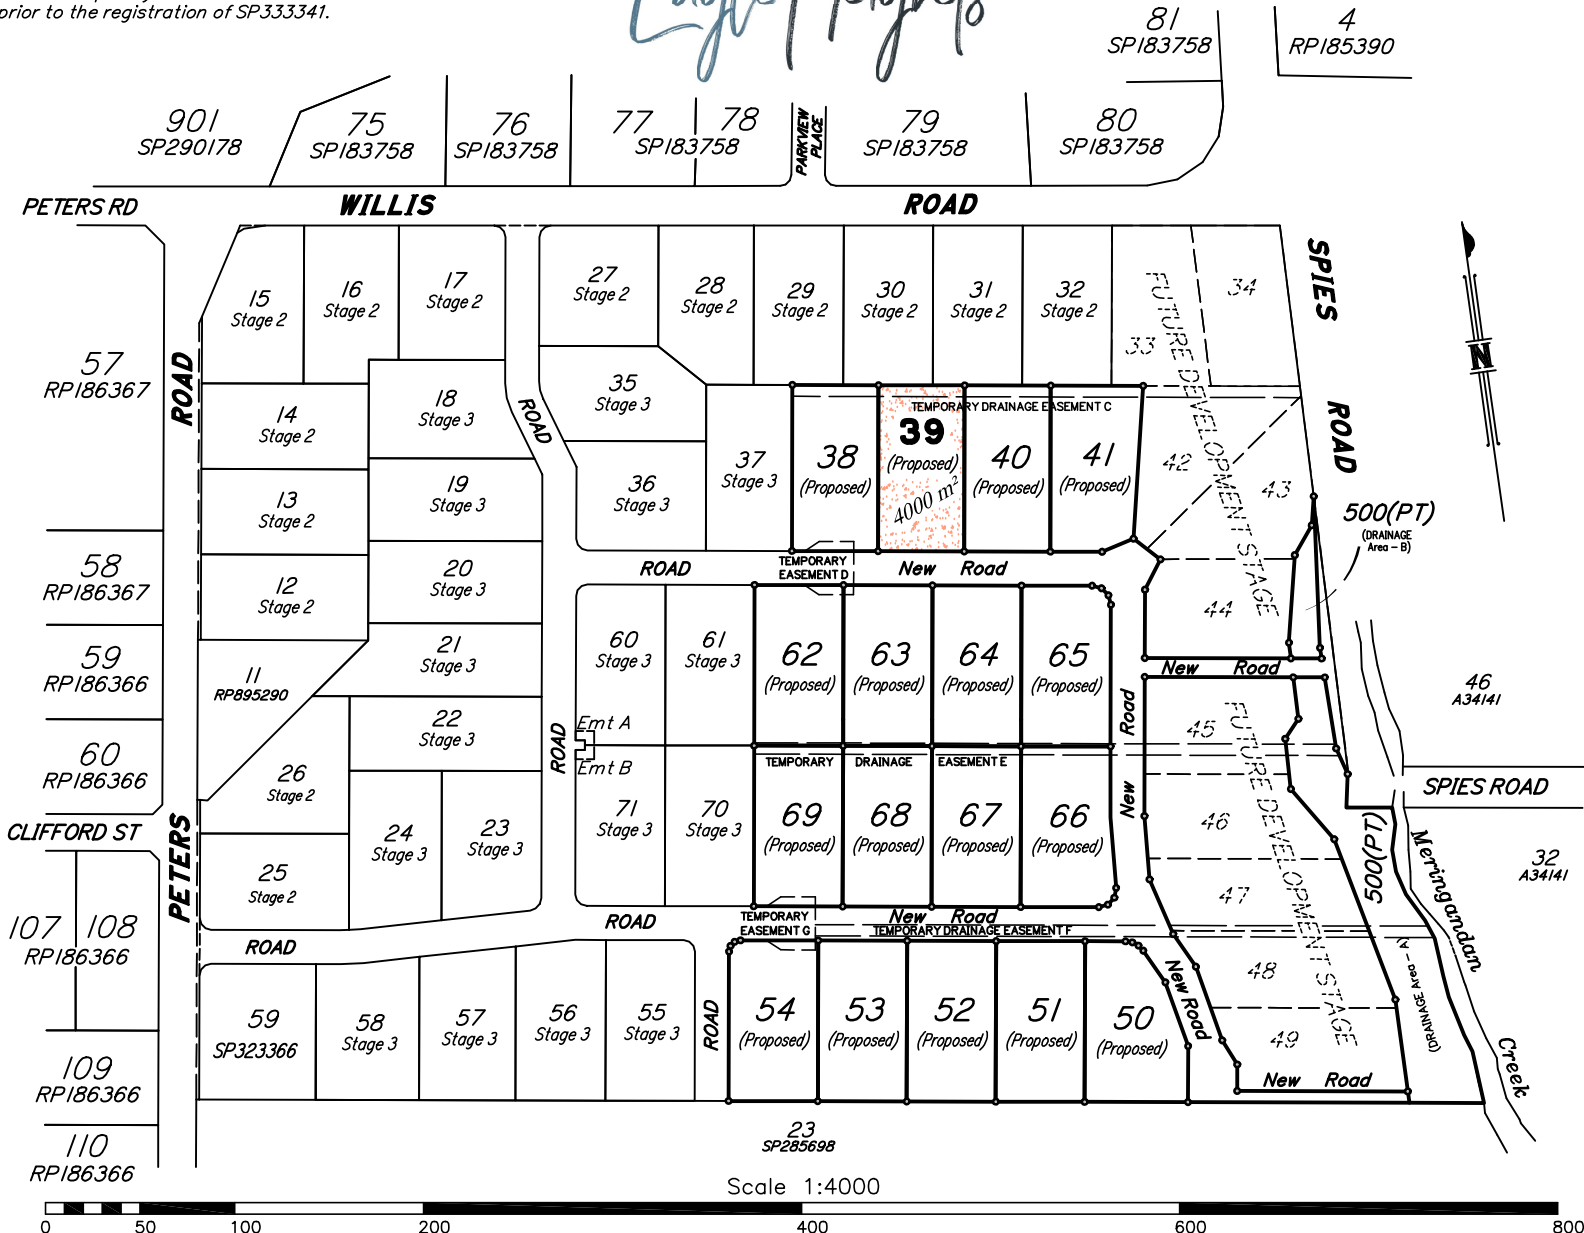 prior to the registration of SP333341.
Heights
81
SP183758
4
RP185390
901
SP290178
75
SP183758
76
SP183758
77
78
SP183758
PARKVIEW
PLACE
79
SP183758
80
SP183758
PETERS RD
WILLIS
ROAD
SPIES
ROAD
15
Stage 2
16
Stage 2
17
Stage 2
27
Stage 2
28
Stage 2
29
Stage 2
30
Stage 2
31
Stage 2
32
Stage 2
33
34
FUTURE DEVELOPMENT STAGE
N
57
RP186367
ROAD
14
Stage 2
18
Stage 3
ROAD
35
Stage 3
TEMPORARY DRAINAGE EASEMENT C
39
(Proposed)
4000 m²
38
(Proposed)
40
(Proposed)
41
(Proposed)
37
Stage 3
36
Stage 3
42
43
13
Stage 2
19
Stage 3
500(PT)
(DRAINAGE
Area - B)
58
RP186367
12
Stage 2
20
Stage 3
ROAD
TEMPORARY
EASEMENT D
New Road
44
59
RP186366
11
RP895290
21
Stage 3
60
Stage 3
61
Stage 3
62
(Proposed)
63
(Proposed)
64
(Proposed)
65
(Proposed)
New Road
New Road
46
A34141
60
RP186366
22
Stage 3
ROAD
Emt A
Emt B
45
FUTURE DEVELOPMENT STAGE
TEMPORARY DRAINAGE EASEMENT E
26
Stage 2
SPIES ROAD
CLIFFORD ST
PETERS
24
Stage 3
23
Stage 3
71
Stage 3
70
Stage 3
69
(Proposed)
68
(Proposed)
67
(Proposed)
66
(Proposed)
46
500(PT)
Meringandan
32
A34141
25
Stage 2
47
107
108
RP186366
ROAD
ROAD
TEMPORARY
EASEMENT G
New Road
TEMPORARY DRAINAGE EASEMENT F
48
(DRAINAGE Area - A)
59
SP323366
58
Stage 3
57
Stage 3
56
Stage 3
55
Stage 3
ROAD
54
(Proposed)
53
(Proposed)
52
(Proposed)
51
(Proposed)
50
(Proposed)
New Road
49
New Road
Creek
109
RP186366
110
RP186366
23
SP285698
Scale 1:4000
0 50 100 200 400 600 800